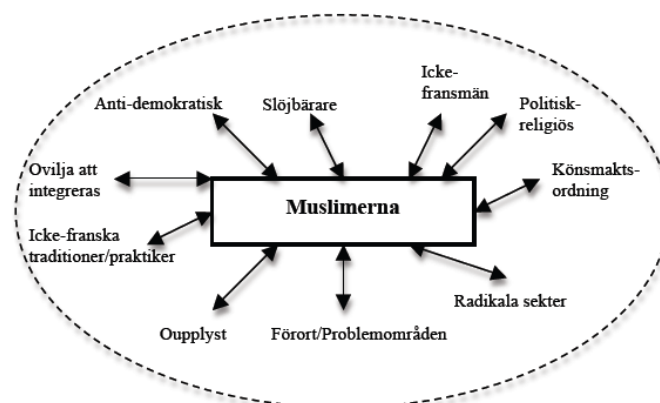 Icke-
fransmän
Anti-demokratisk
Slöjbärare
Politisk-
religiös
Ovilja att
integreras
Könsmakts-
ordning
Muslimerna
Icke-franska
traditioner/praktiker
Radikala sekter
Oupplyst
Förort/Problemområden